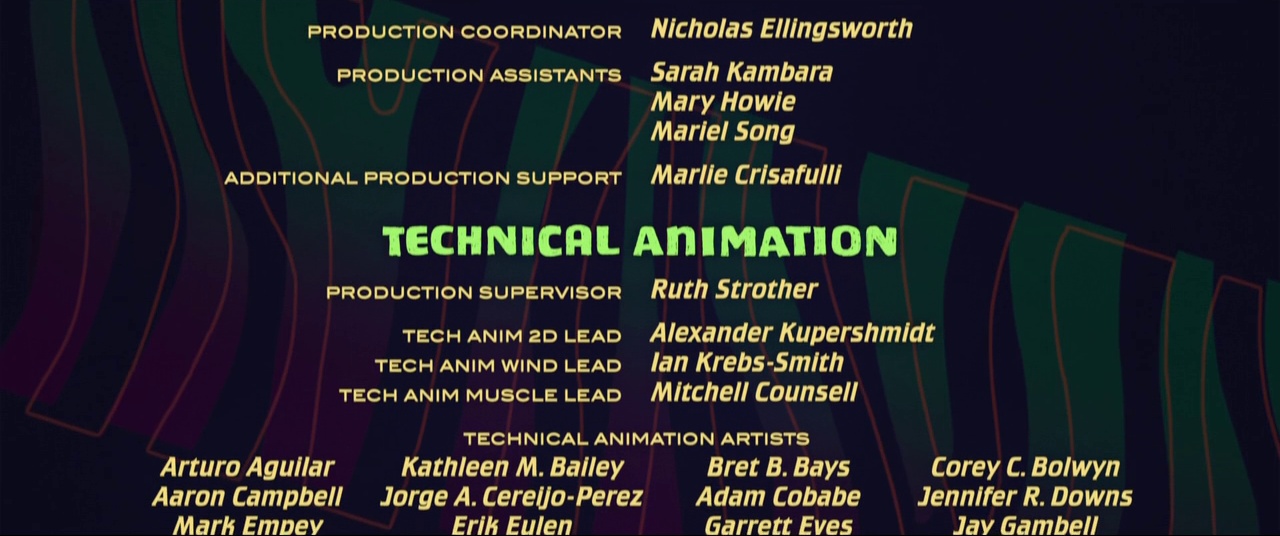 PRODUCTION COORDINATOR Nicholas Ellingsworth
PRODUCTION ASSISTANTS Sarah Kambara
Mary Howie
Mariel Song
ADDITIONAL PRODUCTION SUPPORT Marlie Crisafulli
TECHNICAL ANIMATION
PRODUCTION SUPERVISOR Ruth Strother
TECH ANIM 2D LEAD Alexander Kupershmidt
TECH ANIM WIND LEAD Ian Krebs-Smith
TECH ANIM MUSCLE LEAD Mitchell Counsell
TECHNICAL ANIMATION ARTISTS
Arturo Aguilar Kathleen M. Bailey Bret B. Bays Corey C. Bolwyn
Aaron Campbell Jorge A. Cereijo-Perez Adam Cobabe Jennifer R. Downs
Mark Empey Erik Eulen Garrett Eves Jay Gambell